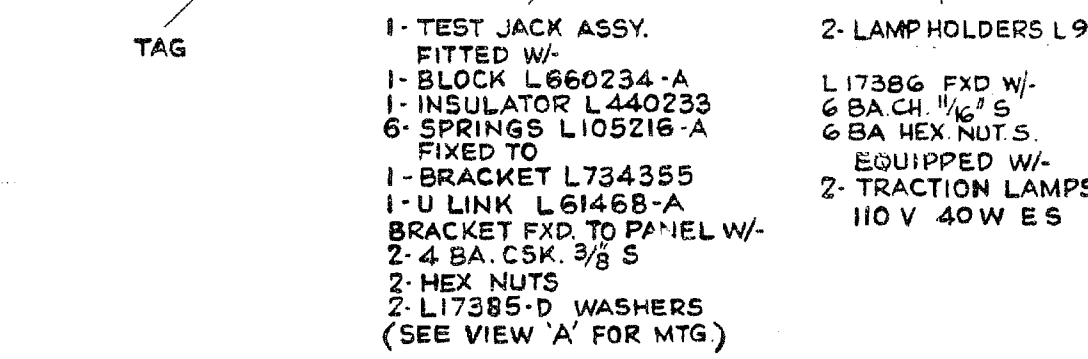 TAG
1- TEST JACK ASSY.
FITTED W/-
1- BLOCK L660234-A
1- INSULATOR L440233
6- SPRINGS L105216-A
FIXED TO
1- BRACKET L734355
1- U LINK L61468-A
BRACKET FXD. TO PANEL W/-
2- 4 BA. CSK. 3/8" S
2- HEX NUTS
2- L17385-D WASHERS
(SEE VIEW 'A' FOR MTG.)
2- LAMP HOLDERS L9
L17386 FXD W/-
6 BA. CH. 11/16" S
6 BA HEX. NUT. S.
EQUIPPED W/-
2- TRACTION LAMPS
110 V 40W E S